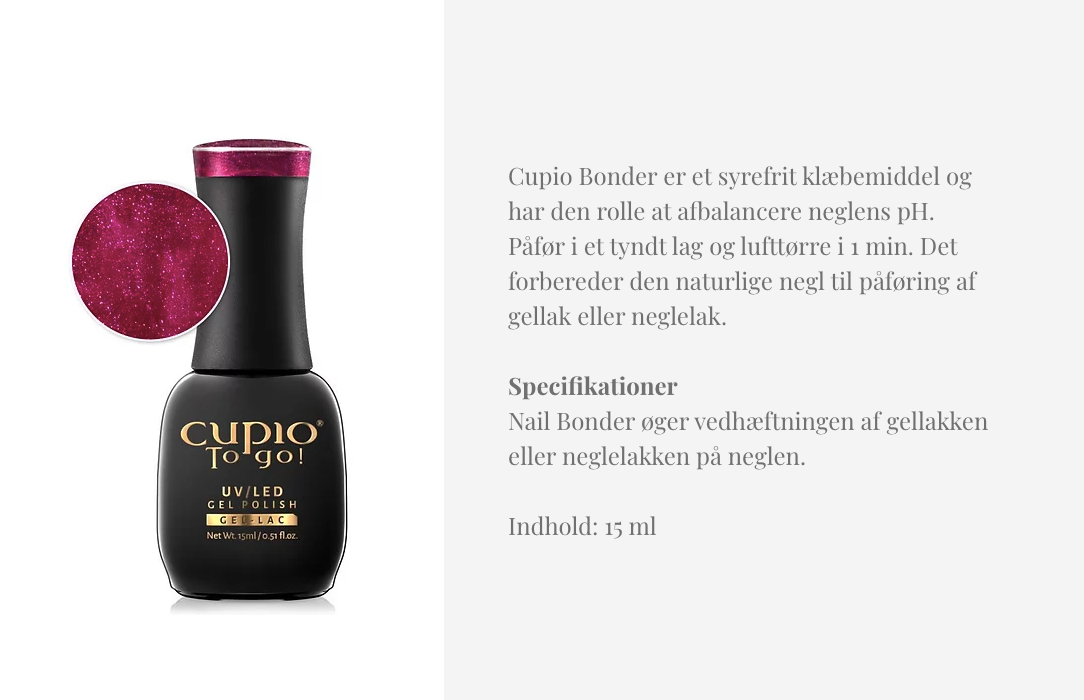 cupio®
To go!
UV/LED
GEL POLISH
GEL-LAC
Net Wt. 15ml / 0.51 fl.oz.
Cupio Bonder er et syrefrit klæbemiddel og
har den rolle at afbalancere neglens pH.
Påfør i et tyndt lag og lufttørre i 1 min. Det
forbereder den naturlige negl til påføring af
gellak eller neglelak.
Specifikationer
Nail Bonder øger vedhæftningen af gellakken
eller neglelakken på neglen.
Indhold: 15 ml